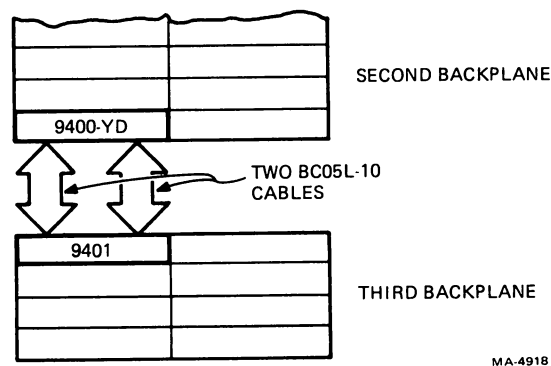 SECOND BACKPLANE
9400-YD
TWO BC05L-10
CABLES
9401
THIRD BACKPLANE
MA-4918